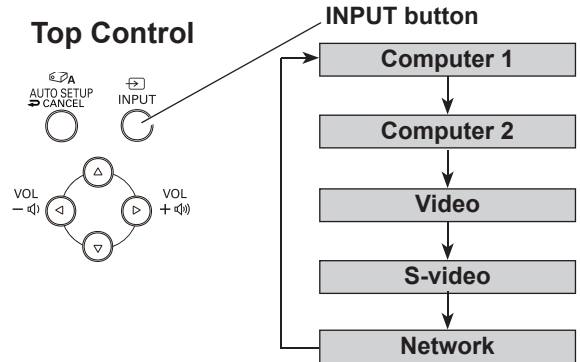 Top Control
INPUT button
A
AUTO SETUP
CANCEL
INPUT
VOL
−
VOL
+
Computer 1
Computer 2
Video
S-video
Network